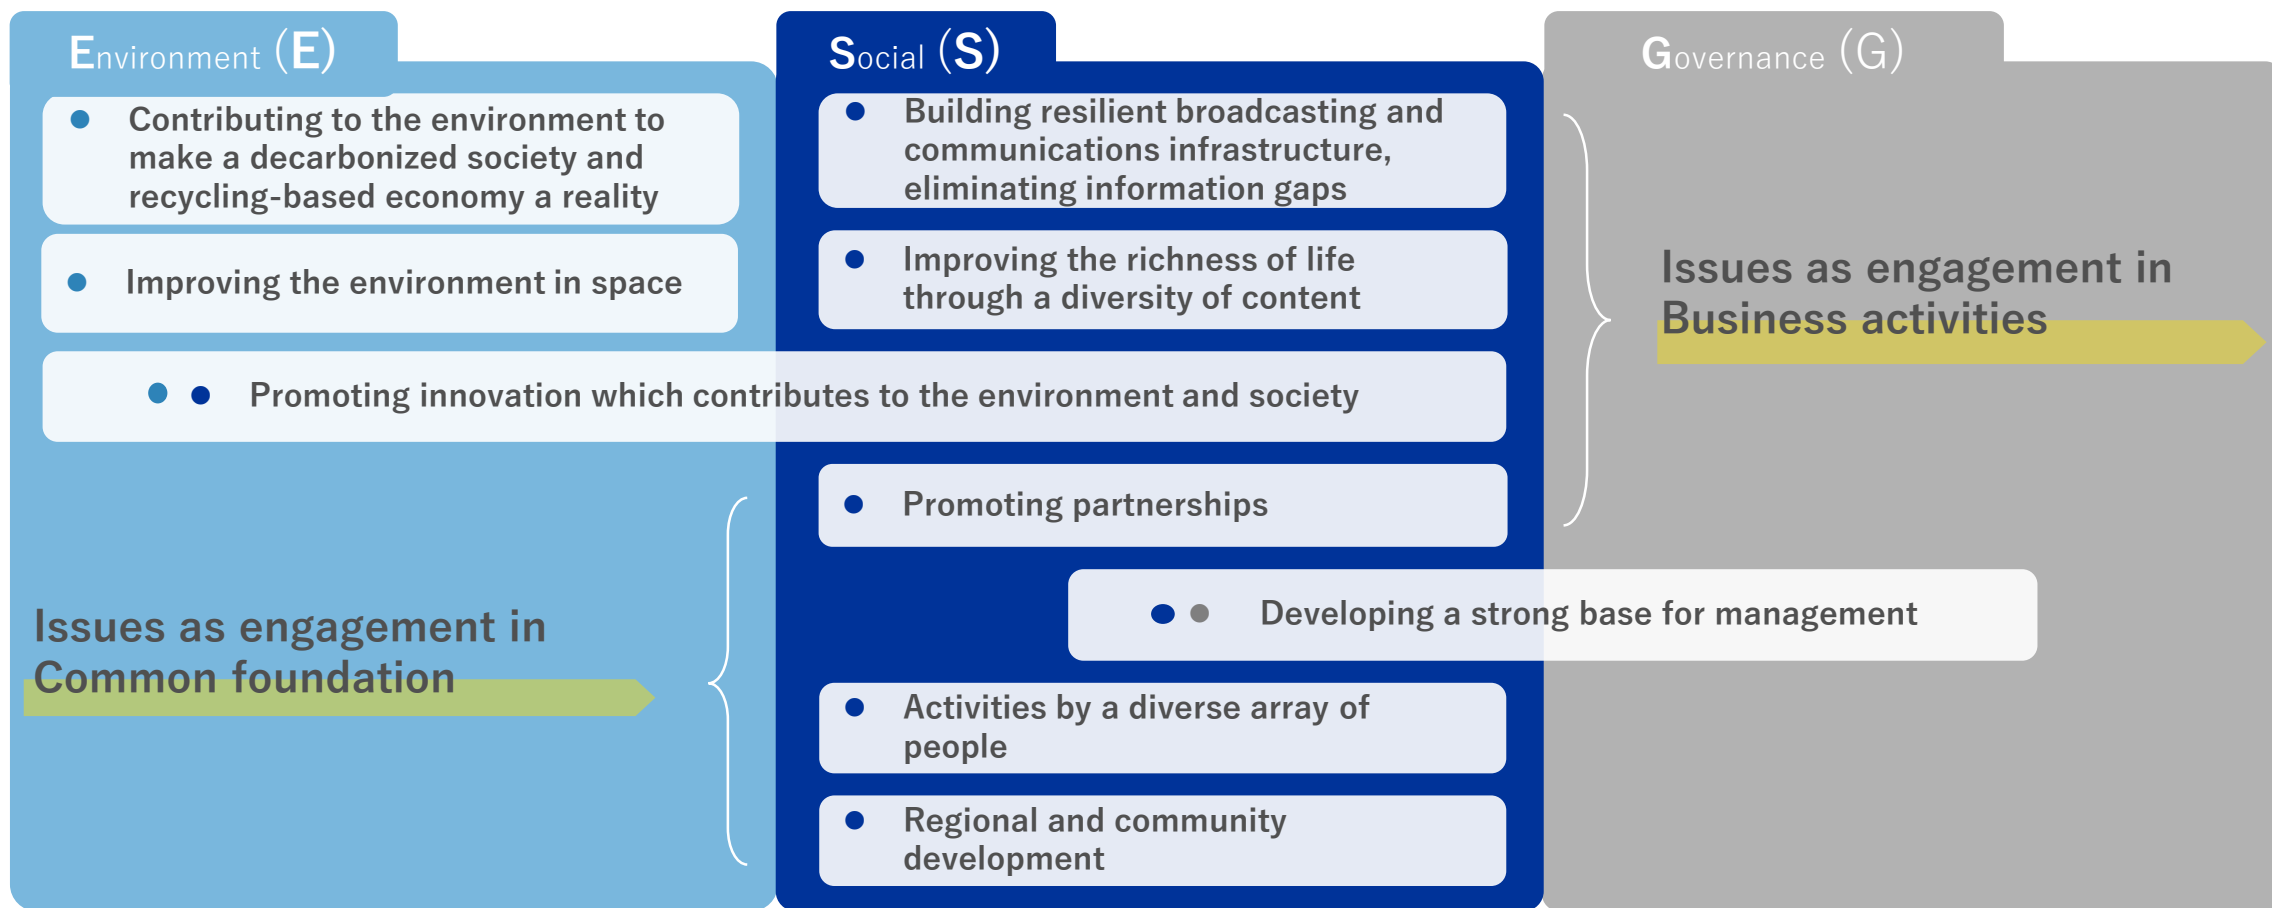 Environment (E)
Contributing to the environment to
make a decarbonized society and
recycling-based economy a reality
Improving the environment in space
Social (S)
Building resilient broadcasting and
communications infrastructure,
eliminating information gaps
Improving the richness of life
through a diversity of content
Promoting innovation which contributes to the environment and society
Promoting partnerships
Developing a strong base for management
Activities by a diverse array of
people
Regional and community
development
Governance (G)
Issues as engagement in
Business activities
Issues as engagement in
Common foundation